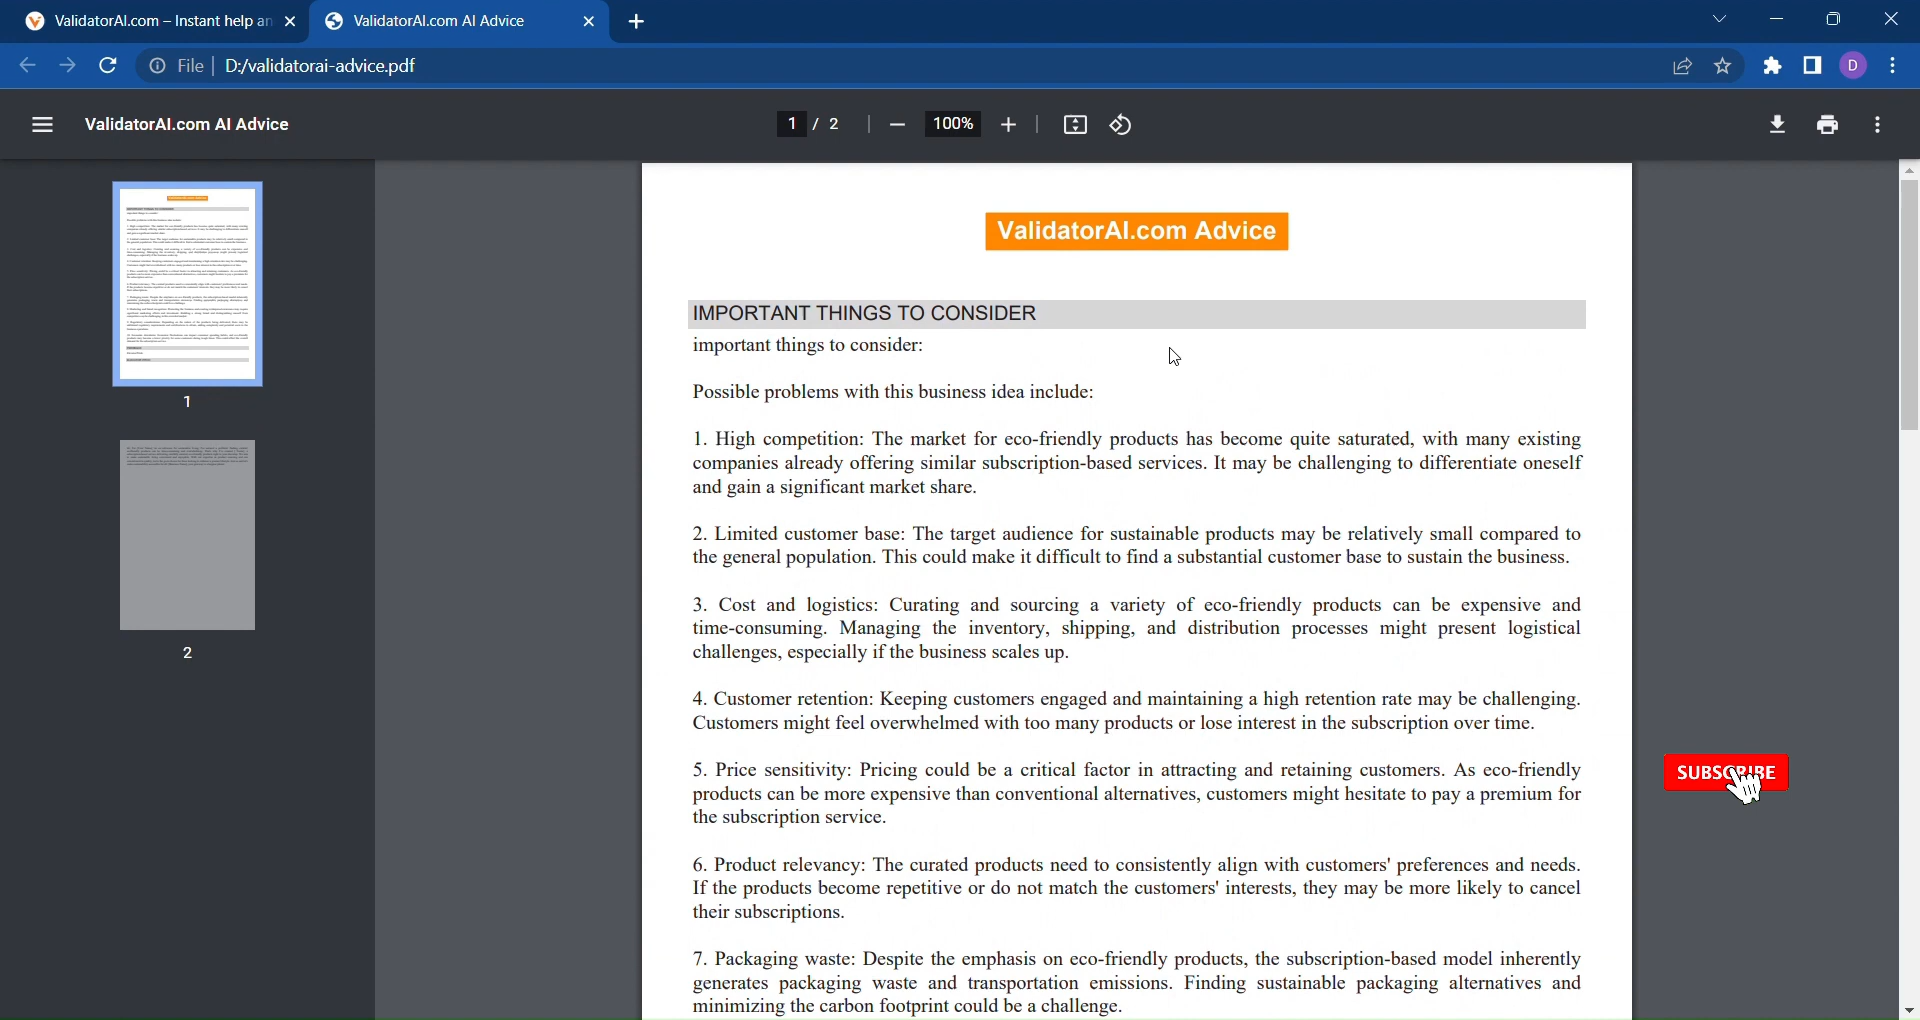 ValidatorAI.com – Instant help an
ValidatorAI.com AI Advice
File
D:/validatorai-advice.pdf
D
ValidatorAI.com AI Advice
1 / 2
100%
ValidatorAI.com Advice
IMPORTANT THINGS TO CONSIDER
important things to consider:
Possible problems with this business idea include:
1. High competition: The market for eco-friendly products has become quite saturated, with many existing
companies already offering similar subscription-based services. It may be challenging to differentiate oneself
and gain a significant market share.
2. Limited customer base: The target audience for sustainable products may be relatively small compared to
the general population. This could make it difficult to find a substantial customer base to sustain the business.
3. Cost and logistics: Curating and sourcing a variety of eco-friendly products can be expensive and
time-consuming. Managing the inventory, shipping, and distribution processes might present logistical
challenges, especially if the business scales up.
4. Customer retention: Keeping customers engaged and maintaining a high retention rate may be challenging.
Customers might feel overwhelmed with too many products or lose interest in the subscription over time.
5. Price sensitivity: Pricing could be a critical factor in attracting and retaining customers. As eco-friendly
products can be more expensive than conventional alternatives, customers might hesitate to pay a premium for
the subscription service.
6. Product relevancy: The curated products need to consistently align with customers' preferences and needs.
If the products become repetitive or do not match the customers' interests, they may be more likely to cancel
their subscriptions.
7. Packaging waste: Despite the emphasis on eco-friendly products, the subscription-based model inherently
generates packaging waste and transportation emissions. Finding sustainable packaging alternatives and
minimizing the carbon footprint could be a challenge.
1
2
SUBSCRIBE